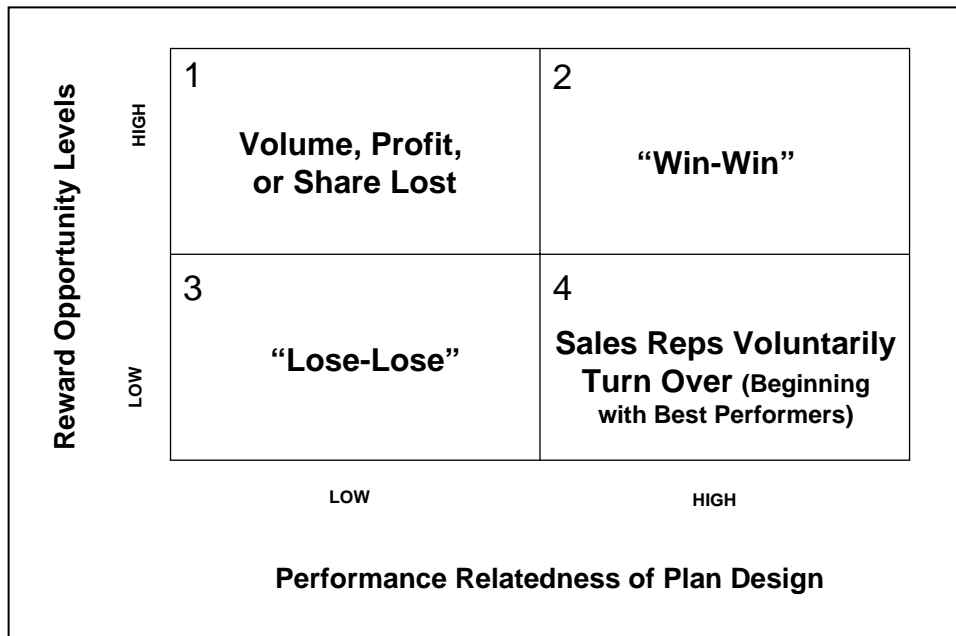 Reward Opportunity Levels
HIGH
LOW
1
Volume, Profit,
or Share Lost
2
“Win-Win”
3
“Lose-Lose”
4
Sales Reps Voluntarily
Turn Over (Beginning
with Best Performers)
LOW
HIGH
Performance Relatedness of Plan Design